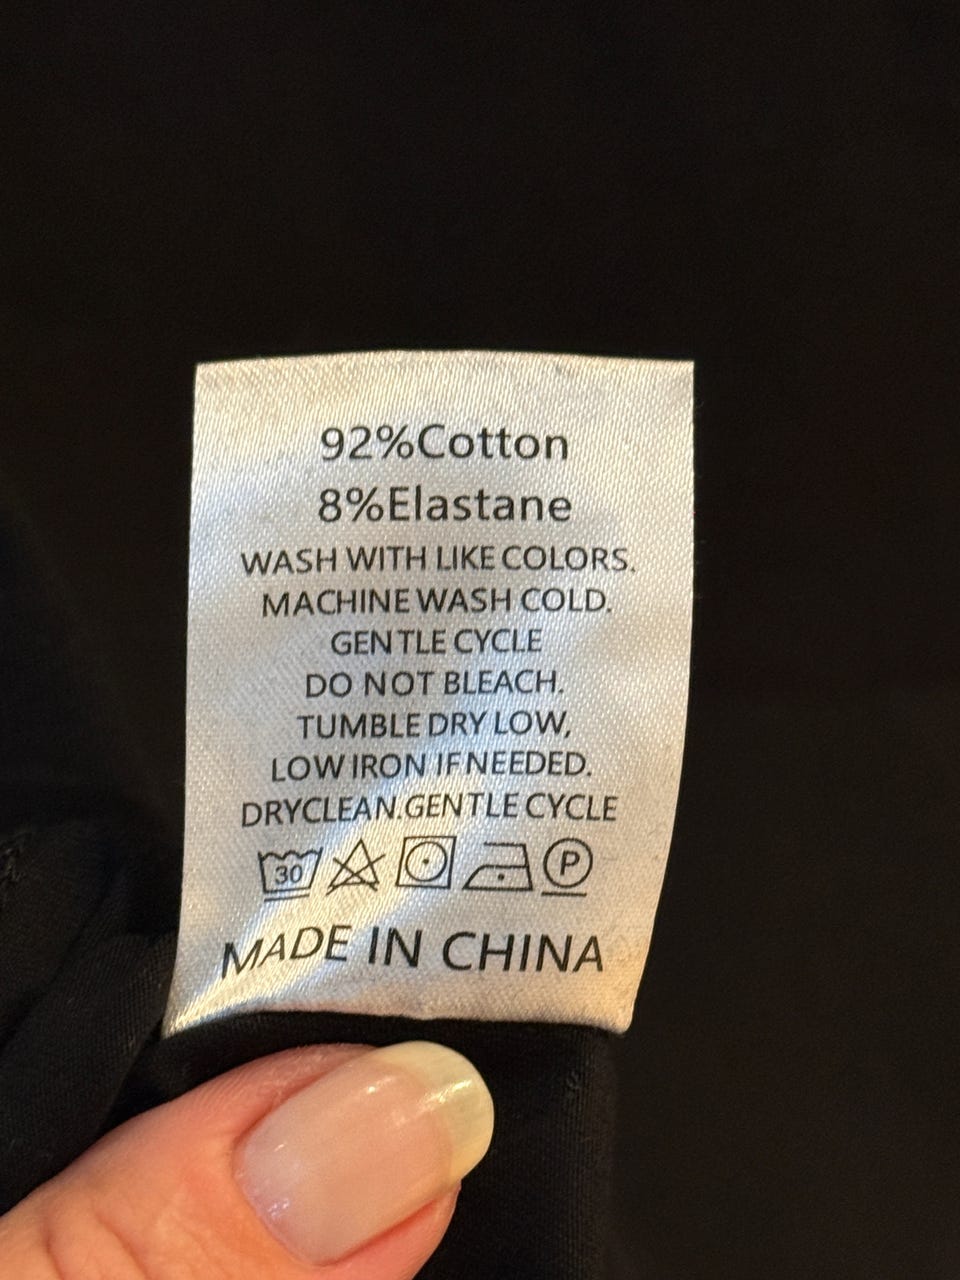 92%Cotton
8%Elastane
WASH WITH LIKE COLORS.
MACHINE WASH COLD.
GENTLE CYCLE
DO NOT BLEACH.
TUMBLE DRY LOW,
LOW IRON IF NEEDED.
DRYCLEAN.GENTLE CYCLE
30 P
MADE IN CHINA